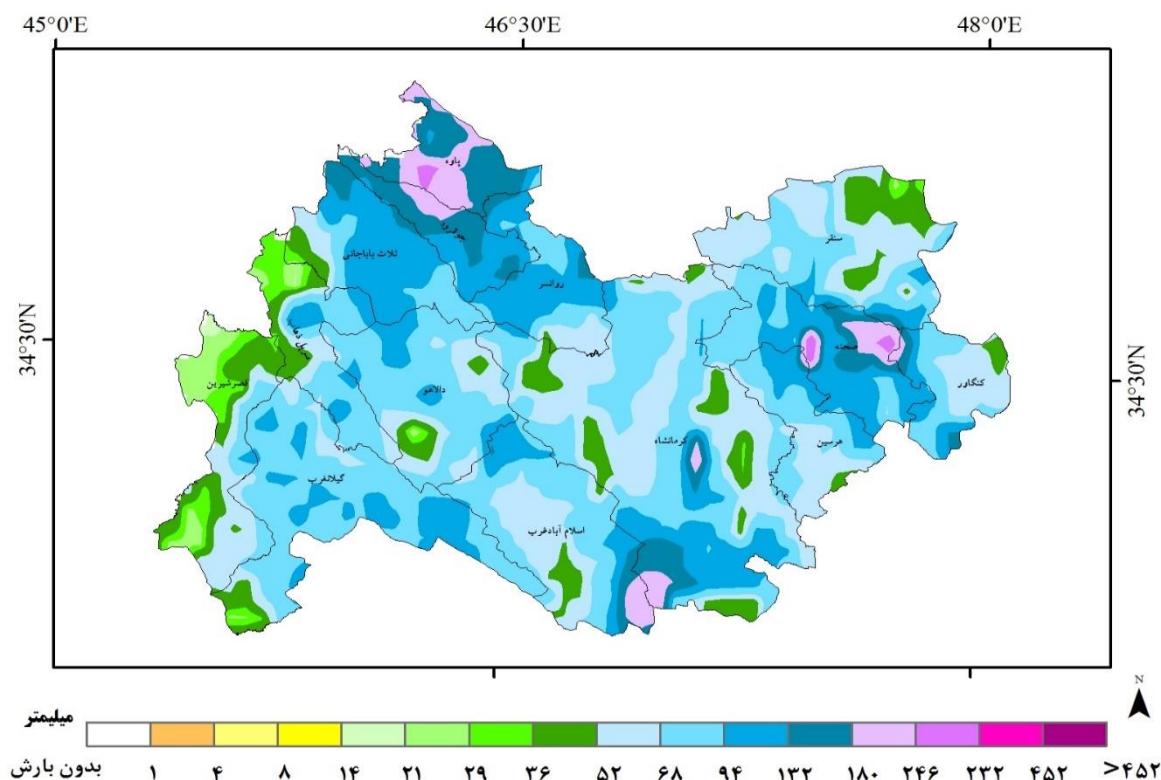 45°0'E 46°30'E 48°0'E
34°30'N
34°30'N
پاوه
جوانرود
ثلاث باباجانی
روانسر
سنقر
صحنه
کنگاور
قصرشیرین
دالاهو
کرمانشاه
هرسین
گیلانغرب
اسلام آبادغرب
N
میلیمتر
بدون بارش ۱ ۴ ۸ ۱۴ ۲۱ ۲۹ ۳۶ ۵۲ ۶۸ ۹۴ ۱۳۲ ۱۸۰ ۲۴۶ ۲۳۲ ۴۵۲ >۴۵۲